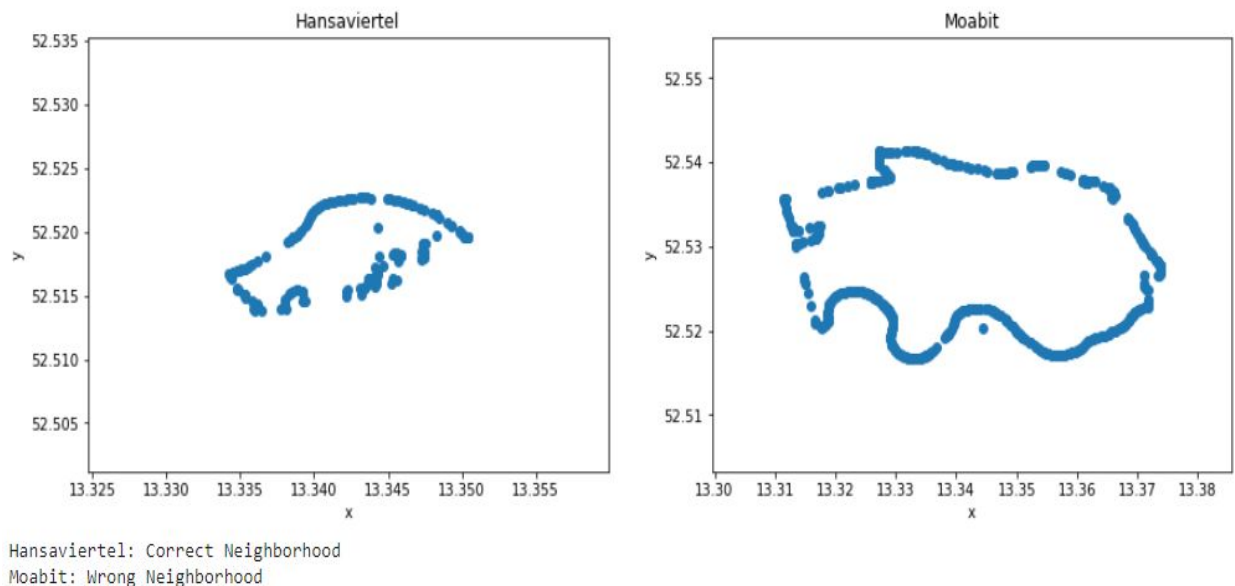 Hansaviertel
52.535
52.530
52.525
52.520
52.515
52.510
52.505
y
13.325 13.330 13.335 13.340 13.345 13.350 13.355
x
Moabit
52.55
52.54
52.53
52.52
52.51
y
13.30 13.31 13.32 13.33 13.34 13.35 13.36 13.37 13.38
x
Hansaviertel: Correct Neighborhood
Moabit: Wrong Neighborhood